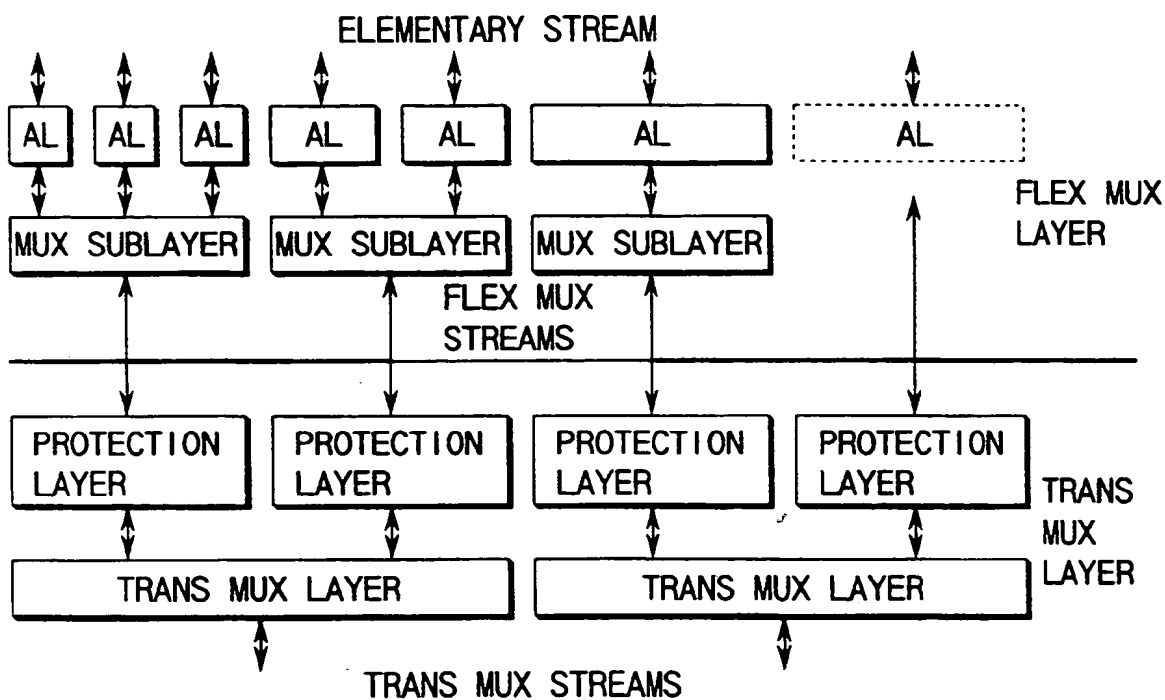 ELEMENTARY STREAM
AL AL AL AL AL AL AL
FLEX MUX
LAYER
MUX SUBLAYER MUX SUBLAYER MUX SUBLAYER
FLEX MUX
STREAMS
PROTECTION
LAYER
PROTECTION
LAYER
PROTECTION
LAYER
PROTECTION
LAYER
TRANS
MUX
LAYER
TRANS MUX LAYER TRANS MUX LAYER
TRANS MUX STREAMS